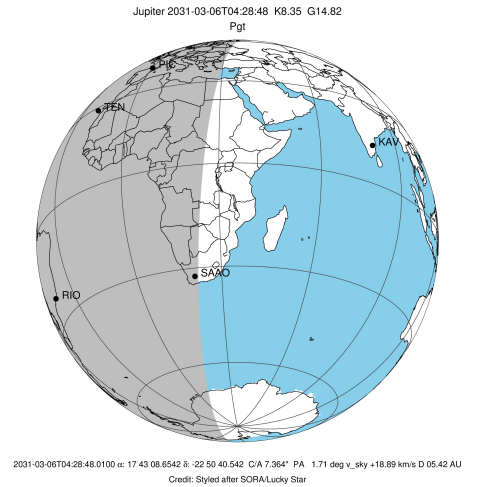 Jupiter 2031-03-06T04:28:48 K8.35 G14.82
Pgt
PIC
TEN
KAV
SAAO
RIO
2031-03-06T04:28:48.0100 α: 17 43 08.6542 δ: -22 50 40.542 C/A 7.364" PA 1.71 deg v_sky +18.89 km/s D 05.42 AU
Credit: Styled after SORA/Lucky Star